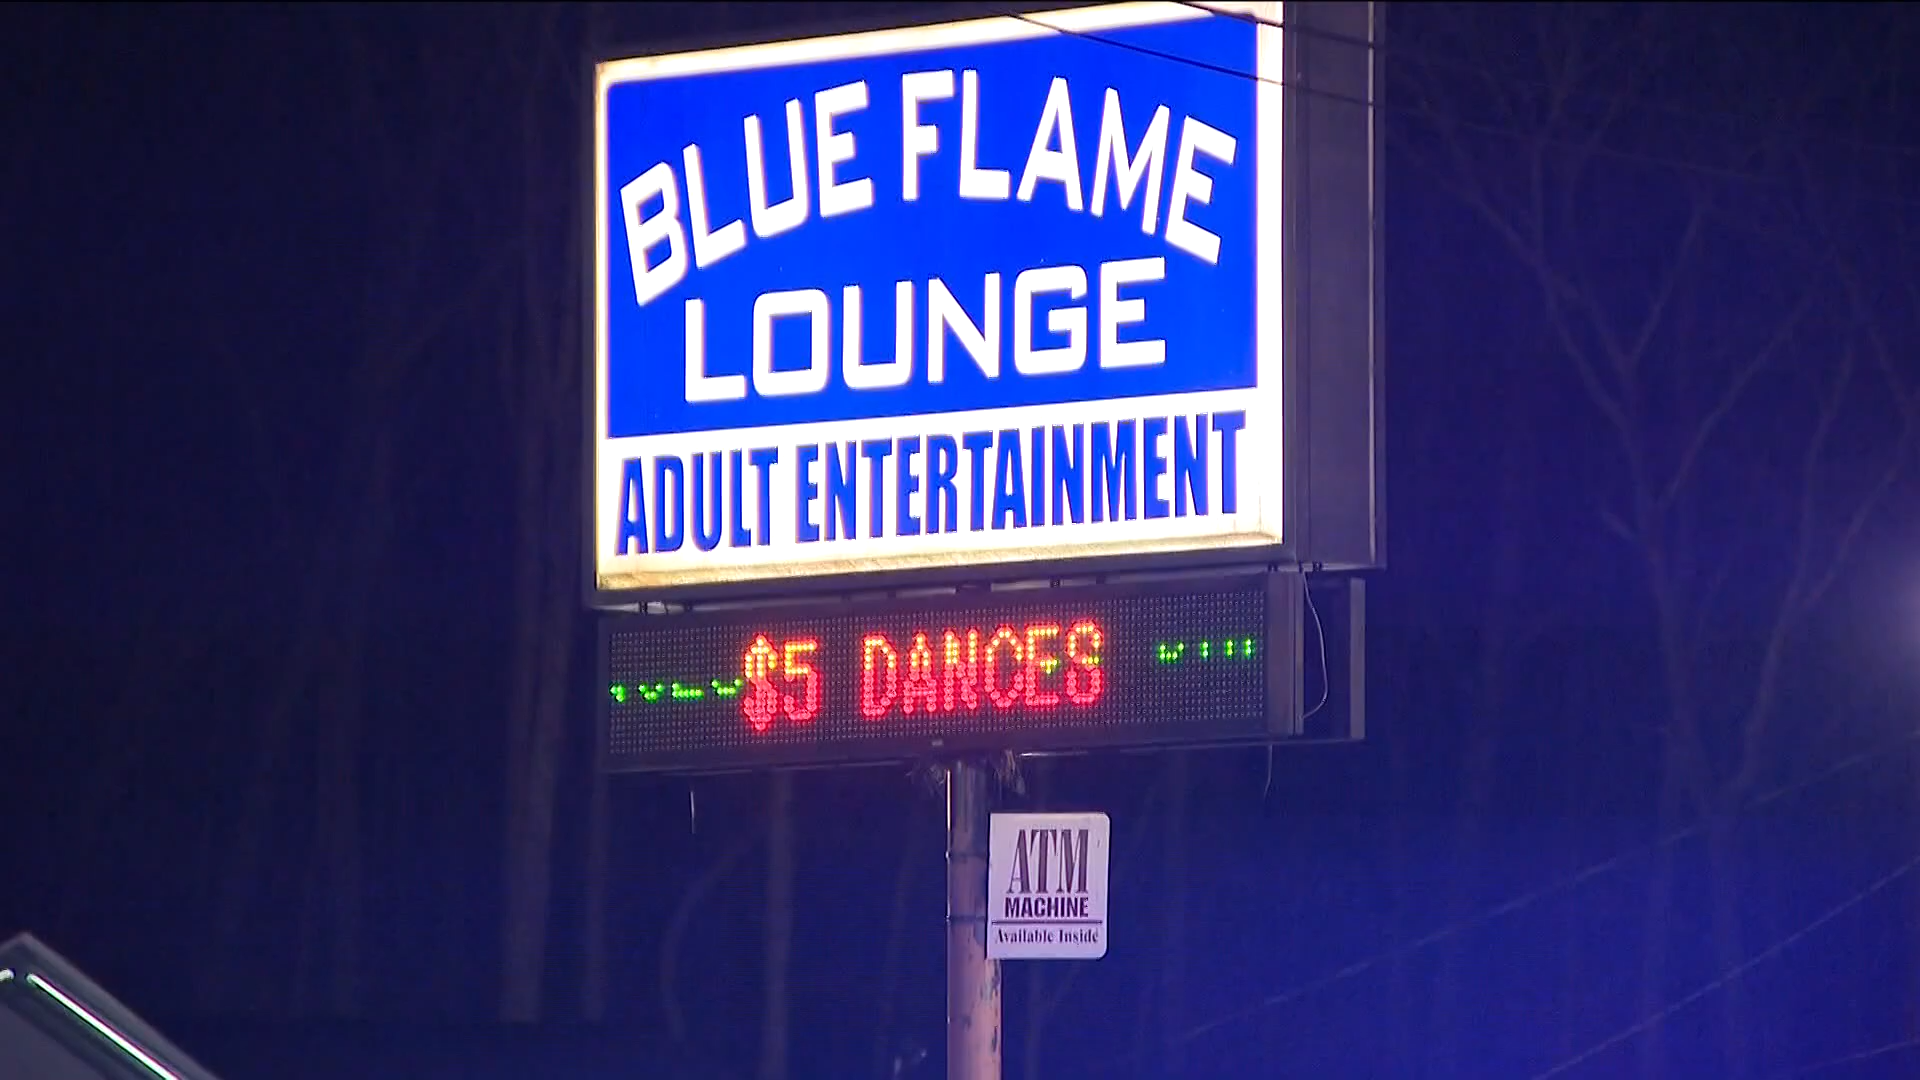 BLUE FLAME
LOUNGE
ADULT ENTERTAINMENT
$5 DANCES
ATM
MACHINE
Available Inside